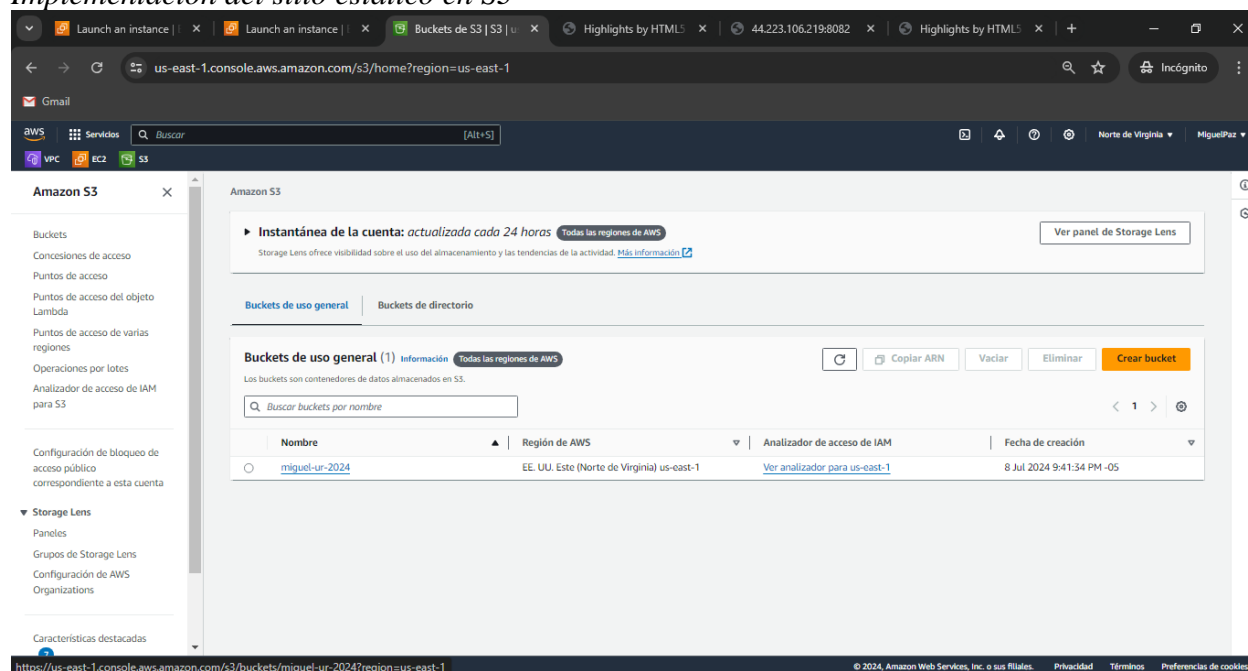 Implementación del sitio estático en S3
Launch an instance |
Launch an instance |
Buckets de S3 | S3 | u
Highlights by HTML5
44.223.106.219:8082
Highlights by HTML5
us-east-1.console.aws.amazon.com/s3/home?region=us-east-1
Incógnito
Gmail
aws
Servicios
Buscar
[Alt+S]
Norte de Virginia
MiguelPaz
VPC
EC2
S3
Amazon S3
Buckets
Concesiones de acceso
Puntos de acceso
Puntos de acceso del objeto
Lambda
Puntos de acceso de varias
regiones
Operaciones por lotes
Analizador de acceso de IAM
para S3
Configuración de bloqueo de
acceso público
correspondiente a esta cuenta
Storage Lens
Paneles
Grupos de Storage Lens
Configuración de AWS
Organizations
Características destacadas
7
Amazon S3
Instantánea de la cuenta: actualizada cada 24 horas Todas las regiones de AWS
Storage Lens ofrece visibilidad sobre el uso del almacenamiento y las tendencias de la actividad. Más información
Ver panel de Storage Lens
Buckets de uso general
Buckets de directorio
Buckets de uso general (1) Información Todas las regiones de AWS
Los buckets son contenedores de datos almacenados en S3.
Copiar ARN
Vaciar
Eliminar
Crear bucket
Buscar buckets por nombre
1
Nombre
Región de AWS
Analizador de acceso de IAM
Fecha de creación
miguel-ur-2024
EE. UU. Este (Norte de Virginia) us-east-1
Ver analizador para us-east-1
8 Jul 2024 9:41:34 PM -05
https://us-east-1.console.aws.amazon.com/s3/buckets/miguel-ur-2024?region=us-east-1
© 2024, Amazon Web Services, Inc. o sus filiales.
Privacidad
Términos
Preferencias de cookies